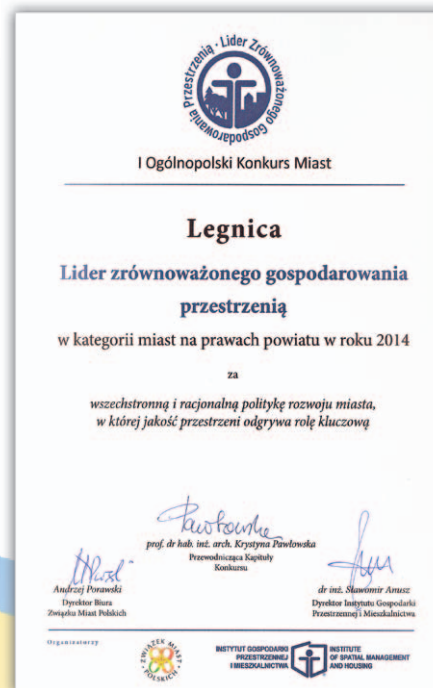 Lider Zrównoważonego Gospodarowania Przestrzenią
I Ogólnopolski Konkurs Miast
Legnica
Lider zrównoważonego gospodarowania
przestrzenią
w kategorii miast na prawach powiatu w roku 2014
za
wszechstronną i racjonalną politykę rozwoju miasta,
w której jakość przestrzeni odgrywa rolę kluczową
prof. dr hab. inż. arch. Krystyna Pawłowska
Przewodnicząca Kapituły
Konkursu
Andrzej Porawski
Dyrektor Biura
Związku Miast Polskich
dr inż. Sławomir Anusz
Dyrektor Instytutu Gospodarki
Przestrzennej i Mieszkalnictwa
Organizatorzy
ZWIĄZEK MIAST
POLSKICH
INSTYTUT GOSPODARKI
PRZESTRZENNEJ
I MIESZKALNICTWA
INSTITUTE
OF SPATIAL MANAGEMENT
AND HOUSING